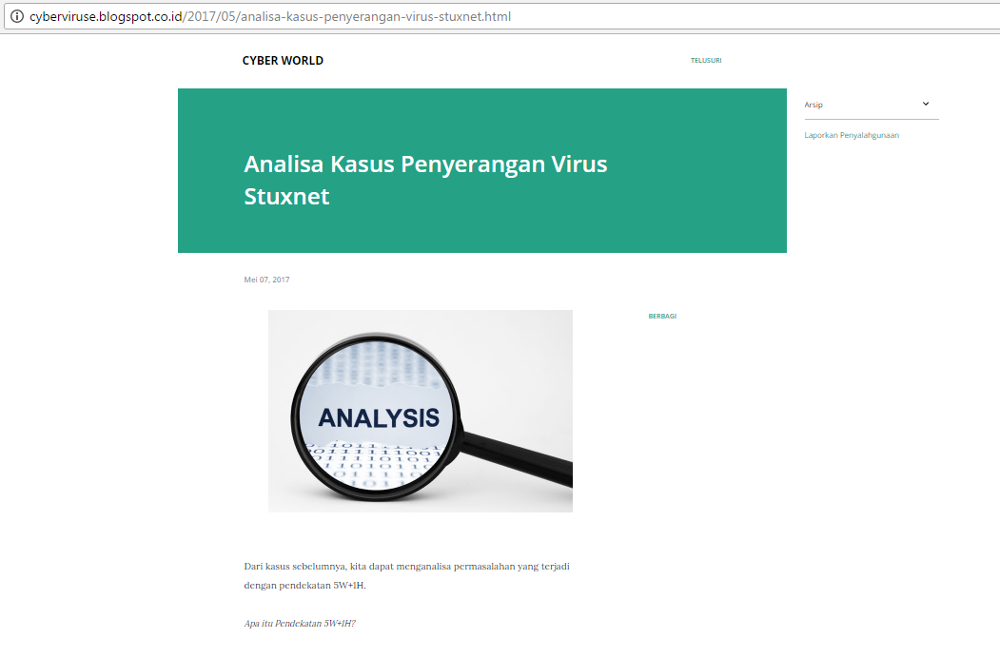 cyberviruse.blogspot.co.id/2017/05/analisa-kasus-penyerangan-virus-stuxnet.html
CYBER WORLD
TELUSURI
Arsip
Laporkan Penyalahgunaan
Analisa Kasus Penyerangan Virus
Stuxnet
Mei 07, 2017
BERBAGI
ANALYSIS
Dari kasus sebelumnya, kita dapat menganalisa permasalahan yang terjadi
dengan pendekatan 5W+1H.
Apa itu Pendekatan 5W+1H?